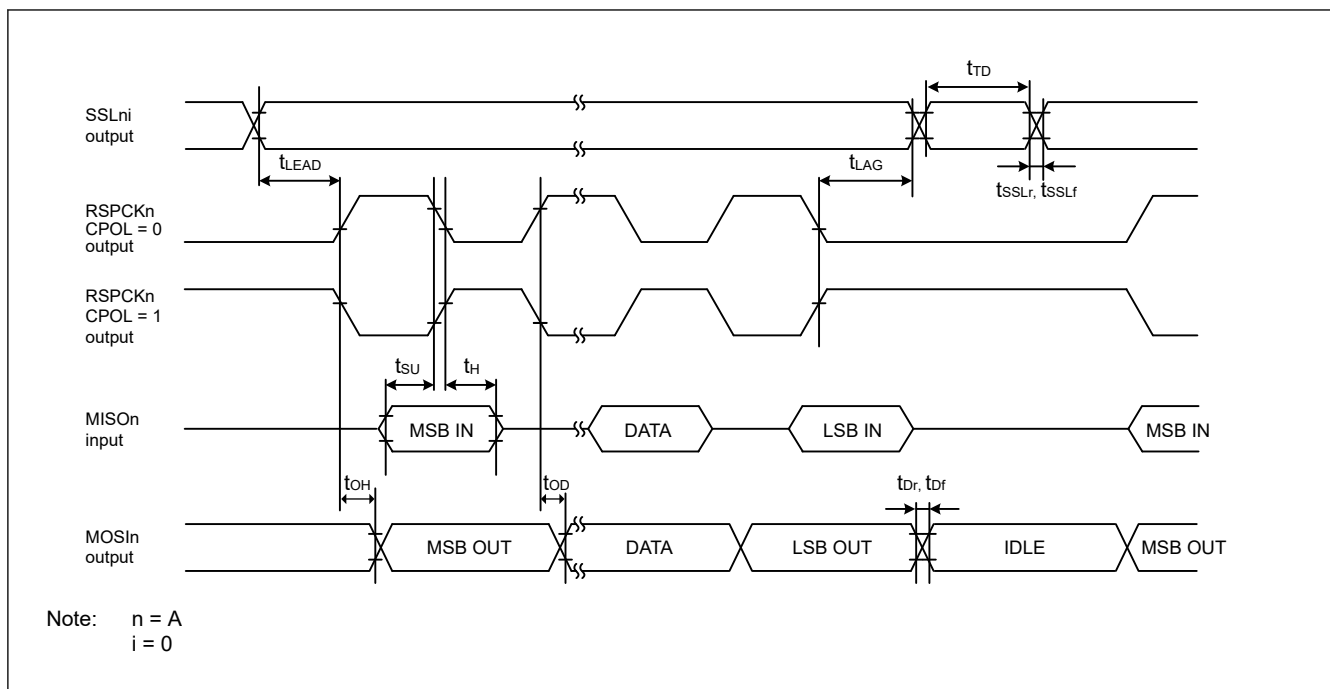 tTD
SSLni
output
tLEAD
tLAG
tSSLr, tSSLf
RSPCKn
CPOL = 0
output
RSPCKn
CPOL = 1
output
tSU
tH
MISOn
input
MSB IN
DATA
LSB IN
MSB IN
tOH
tOD
tDr, tDf
MOSIn
output
MSB OUT
DATA
LSB OUT
IDLE
MSB OUT
Note: n = A
i = 0